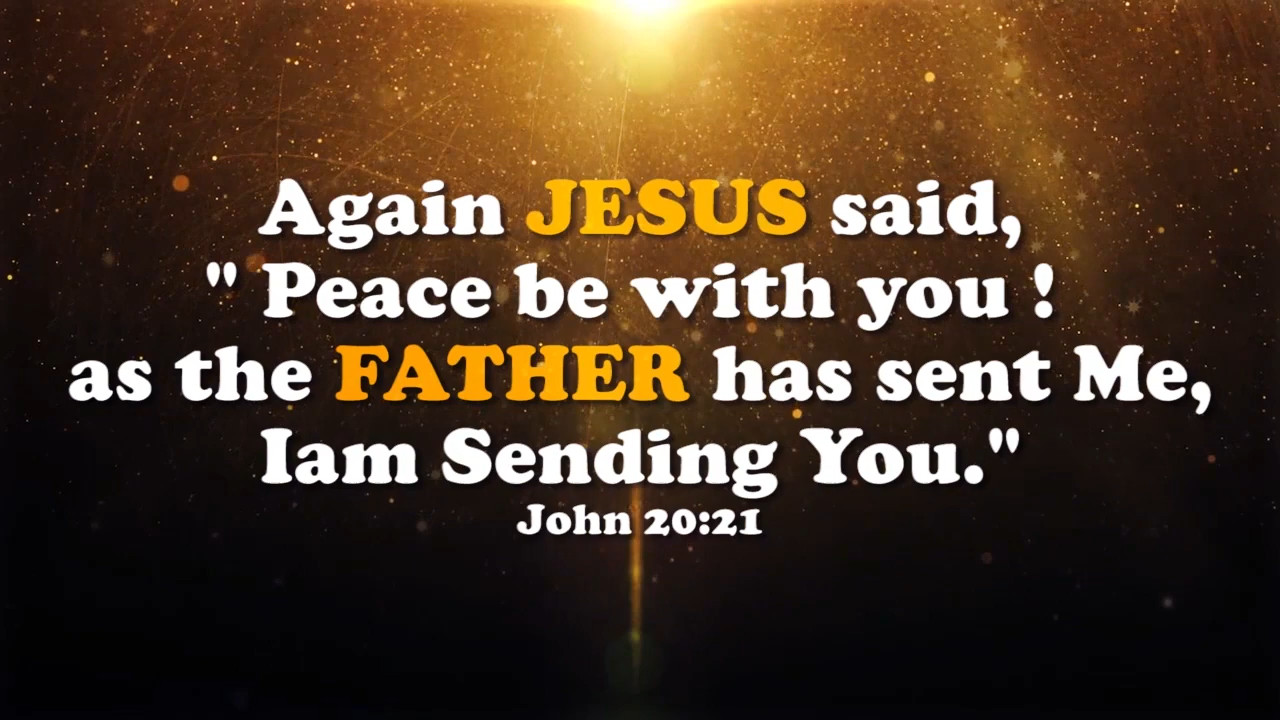 Again JESUS said,
" Peace be with you !
as the FATHER has sent Me,
Iam Sending You."
John 20:21